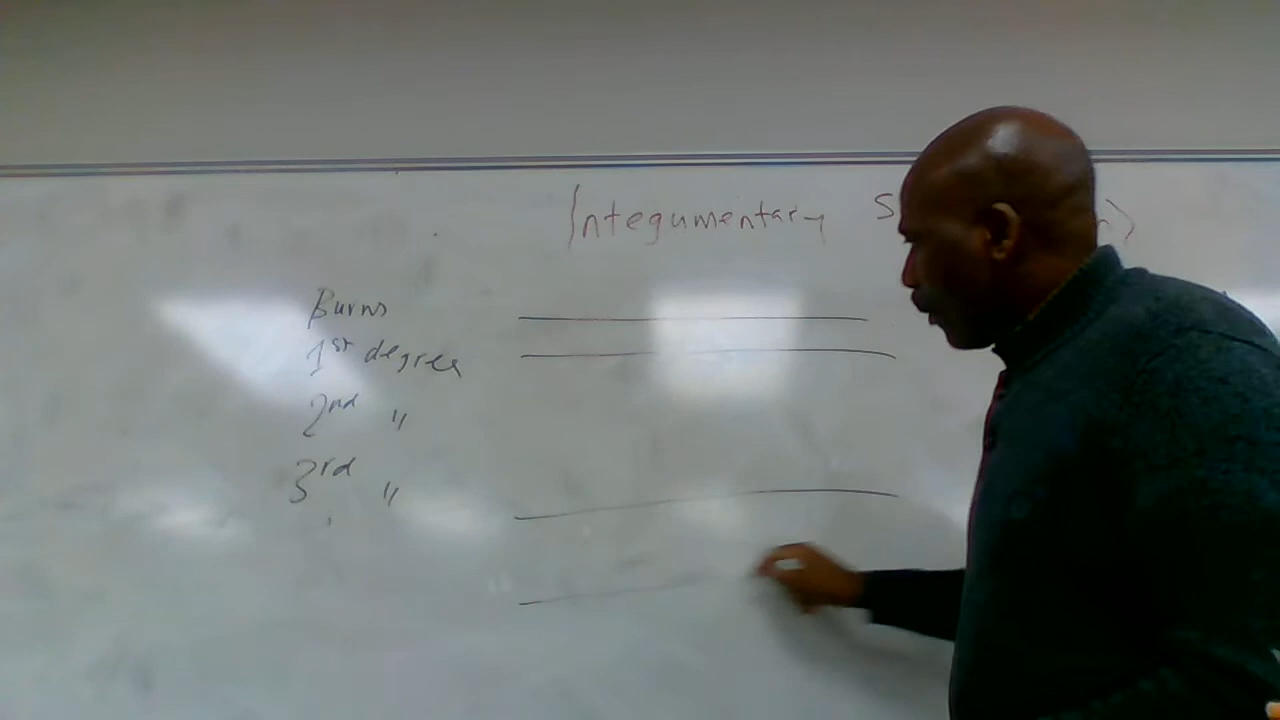 Integumentary
Burns
1st degree
2nd "
3rd "